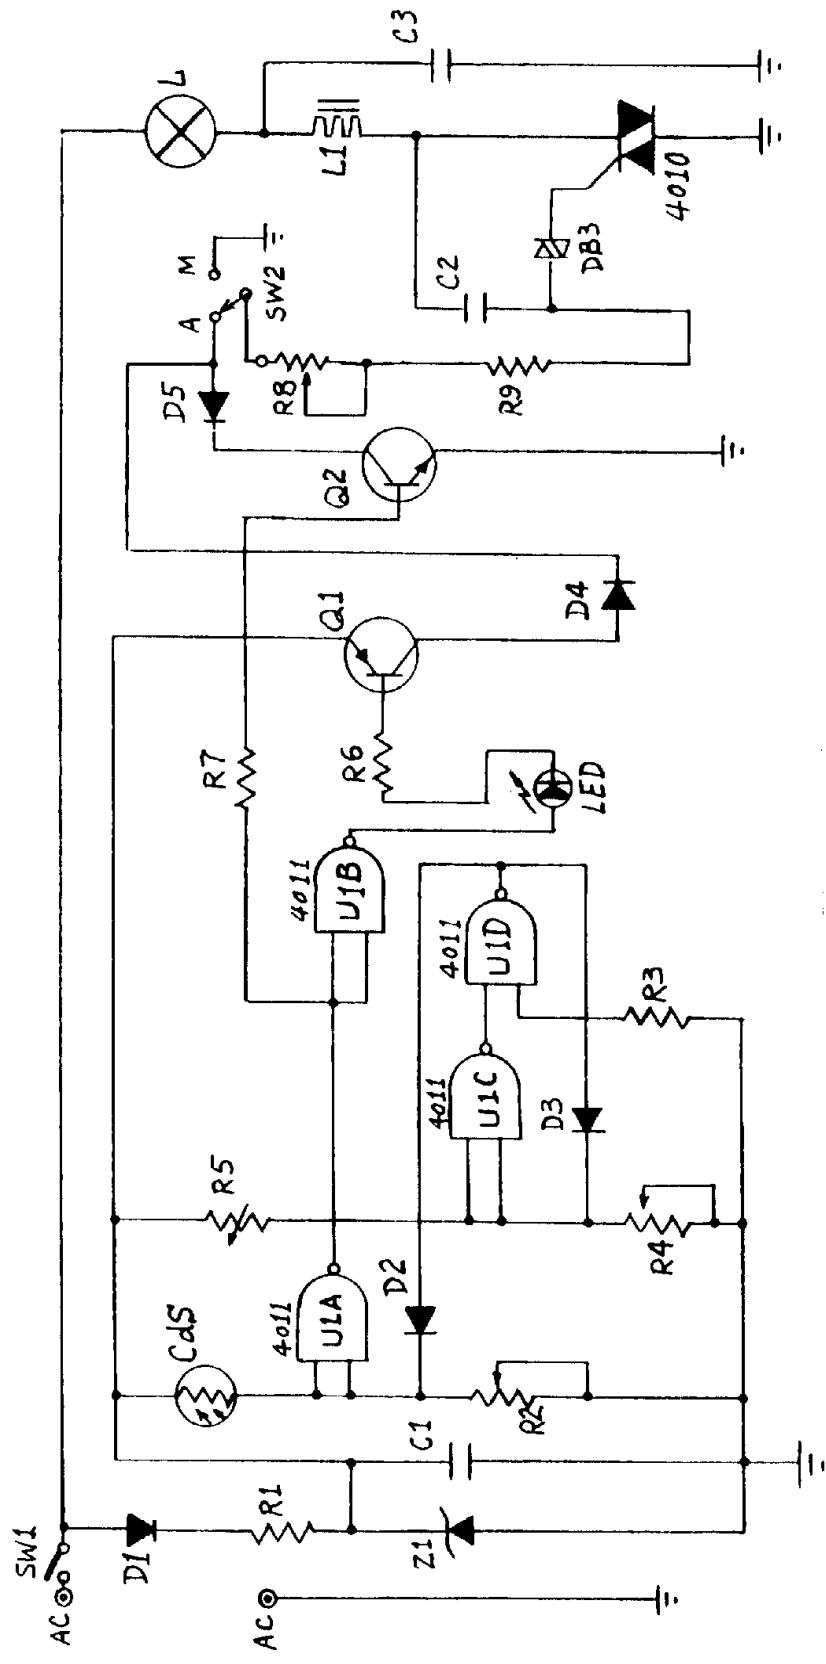 SW1
AC
AC
D1
R1
Z1
C1
CdS
4011
U1A
R2
D2
R5
R4
4011
U1C
D3
R3
4011
U1D
4011
U1B
LED
R7
R6
Q1
D4
Q2
D5
A
M
SW2
R8
R9
C2
DB3
4010
L
L1
C3